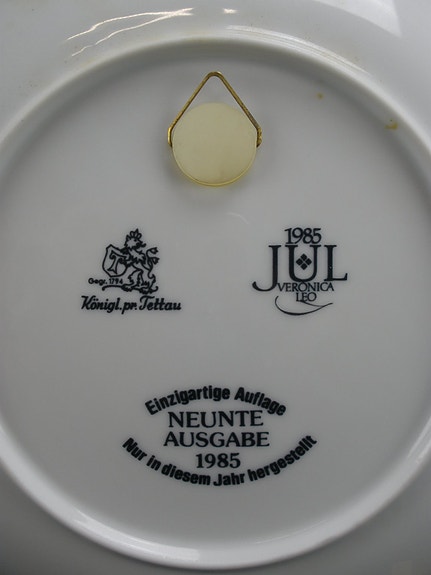 Gegr. 1794
Königl. pr. Tettau
1985
JUL
VERONICA
LEO
Einzigartige Auflage
NEUNTE
AUSGABE
1985
Nur in diesem Jahr hergestellt